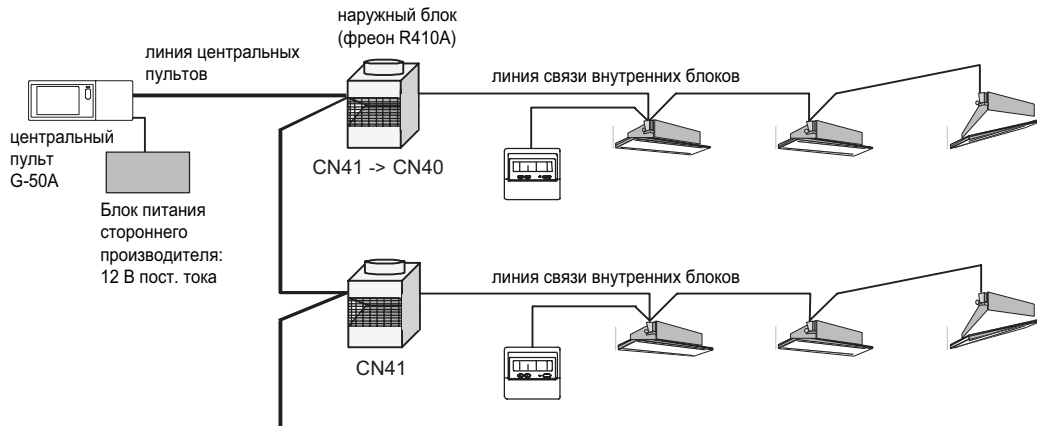 наружный блок
(фреон R410A)
линия центральных
пультов
линия связи внутренних блоков
центральный
пульт
G-50A
CN41 -> CN40
Блок питания
стороннего
производителя:
12 В пост. тока
линия связи внутренних блоков
CN41